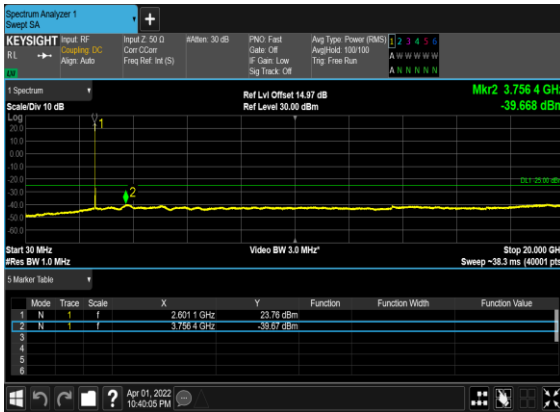 Spectrum Analyzer 1
Swept SA
+
KEYSIGHT
RL
Input: RF
Coupling: DC
Align: Auto
Input Z: 50 Ω
Corr CCorr
Freq Ref: Int (S)
#Atten: 30 dB
PNO: Fast
Gate: Off
IF Gain: Low
Sig Track: Off
Avg Type: Power (RMS)
Avg|Hold: 100/100
Trig: Free Run
1 2 3 4 5 6
A W W W W W
A N N N N N
1 Spectrum
Scale/Div 10 dB
Ref Lvl Offset 14.97 dB
Ref Level 30.00 dBm
Mkr2 3.756 4 GHz
-39.668 dBm
Log
20.0
10.0
0.00
-10.0
-20.0
-30.0
-40.0
-50.0
-60.0
1
2
DL1 -25.00 dBm
Start 30 MHz
#Res BW 1.0 MHz
Video BW 3.0 MHz*
Stop 20.000 GHz
Sweep ~38.3 ms (40001 pts)
5 Marker Table
Mode Trace Scale X Y Function Function Width Function Value
1 N 1 f 2.601 1 GHz 23.76 dBm
2 N 1 f 3.756 4 GHz -39.67 dBm
3
4
5
6
?
Apr 01, 2022
10:40:05 PM